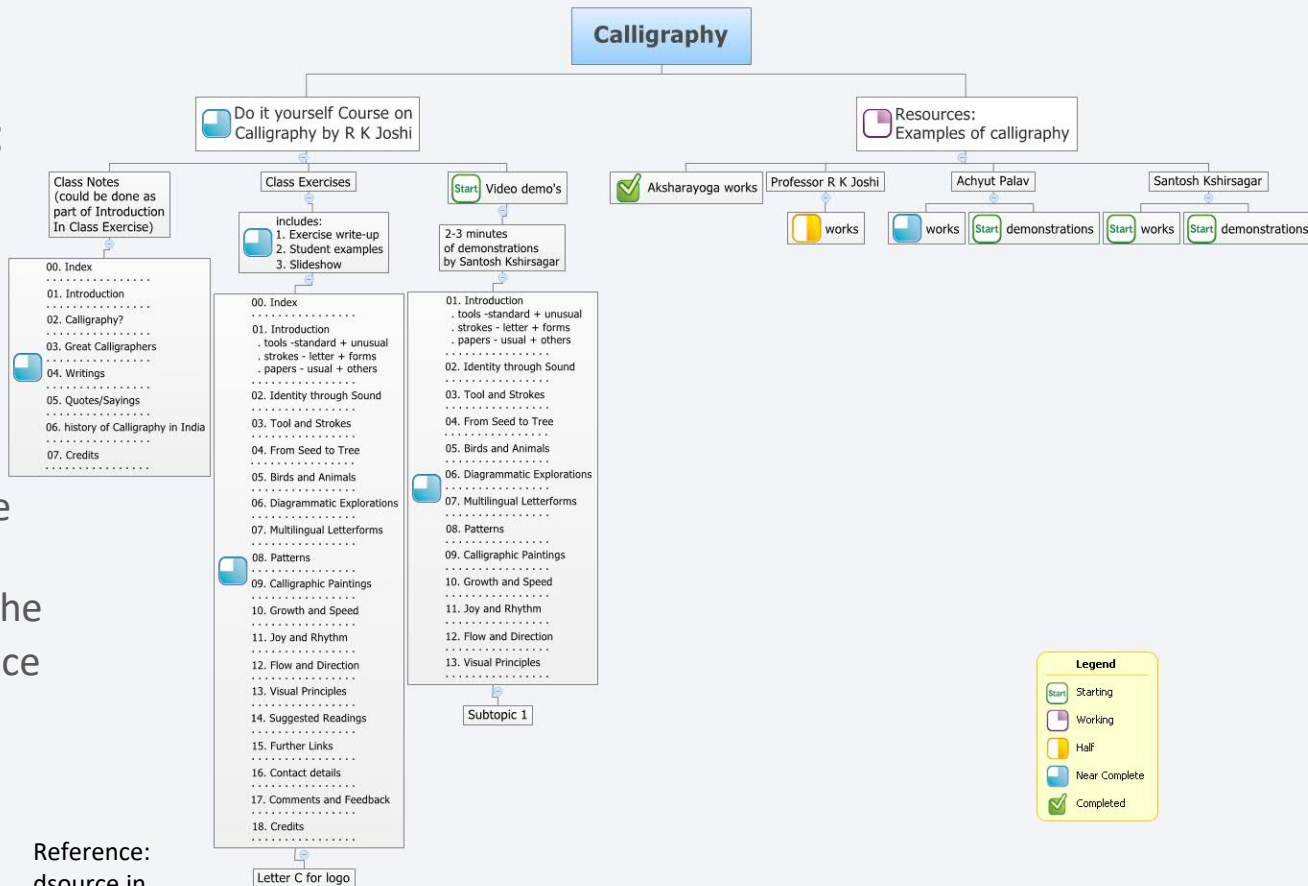 Calligraphy
Do it yourself Course on
Calligraphy by R K Joshi
Class Notes
(could be done as
part of Introduction
In Class Exercise)
00. Index
01. Introduction
02. Calligraphy?
03. Great Calligraphers
04. Writings
05. Quotes/Sayings
06. history of Calligraphy in India
07. Credits
Class Exercises
includes:
1. Exercise write-up
2. Student examples
3. Slideshow
00. Index
01. Introduction
. tools -standard + unusual
. strokes - letter + forms
. papers - usual + others
02. Identity through Sound
03. Tool and Strokes
04. From Seed to Tree
05. Birds and Animals
06. Diagrammatic Explorations
07. Multilingual Letterforms
08. Patterns
09. Calligraphic Paintings
10. Growth and Speed
11. Joy and Rhythm
12. Flow and Direction
13. Visual Principles
14. Suggested Readings
15. Further Links
16. Contact details
17. Comments and Feedback
18. Credits
Letter C for logo
Start Video demo's
2-3 minutes
of demonstrations
by Santosh Kshirsagar
01. Introduction
. tools -standard + unusual
. strokes - letter + forms
. papers - usual + others
02. Identity through Sound
03. Tool and Strokes
04. From Seed to Tree
05. Birds and Animals
06. Diagrammatic Explorations
07. Multilingual Letterforms
08. Patterns
09. Calligraphic Paintings
10. Growth and Speed
11. Joy and Rhythm
12. Flow and Direction
13. Visual Principles
Subtopic 1
Resources:
Examples of calligraphy
Aksharayoga works
Professor R K Joshi
works
Achyut Palav
works
Start demonstrations
Santosh Kshirsagar
Start works
Start demonstrations
Legend
Start Starting
Working
Half
Near Complete
Completed
Reference:
dsource.in